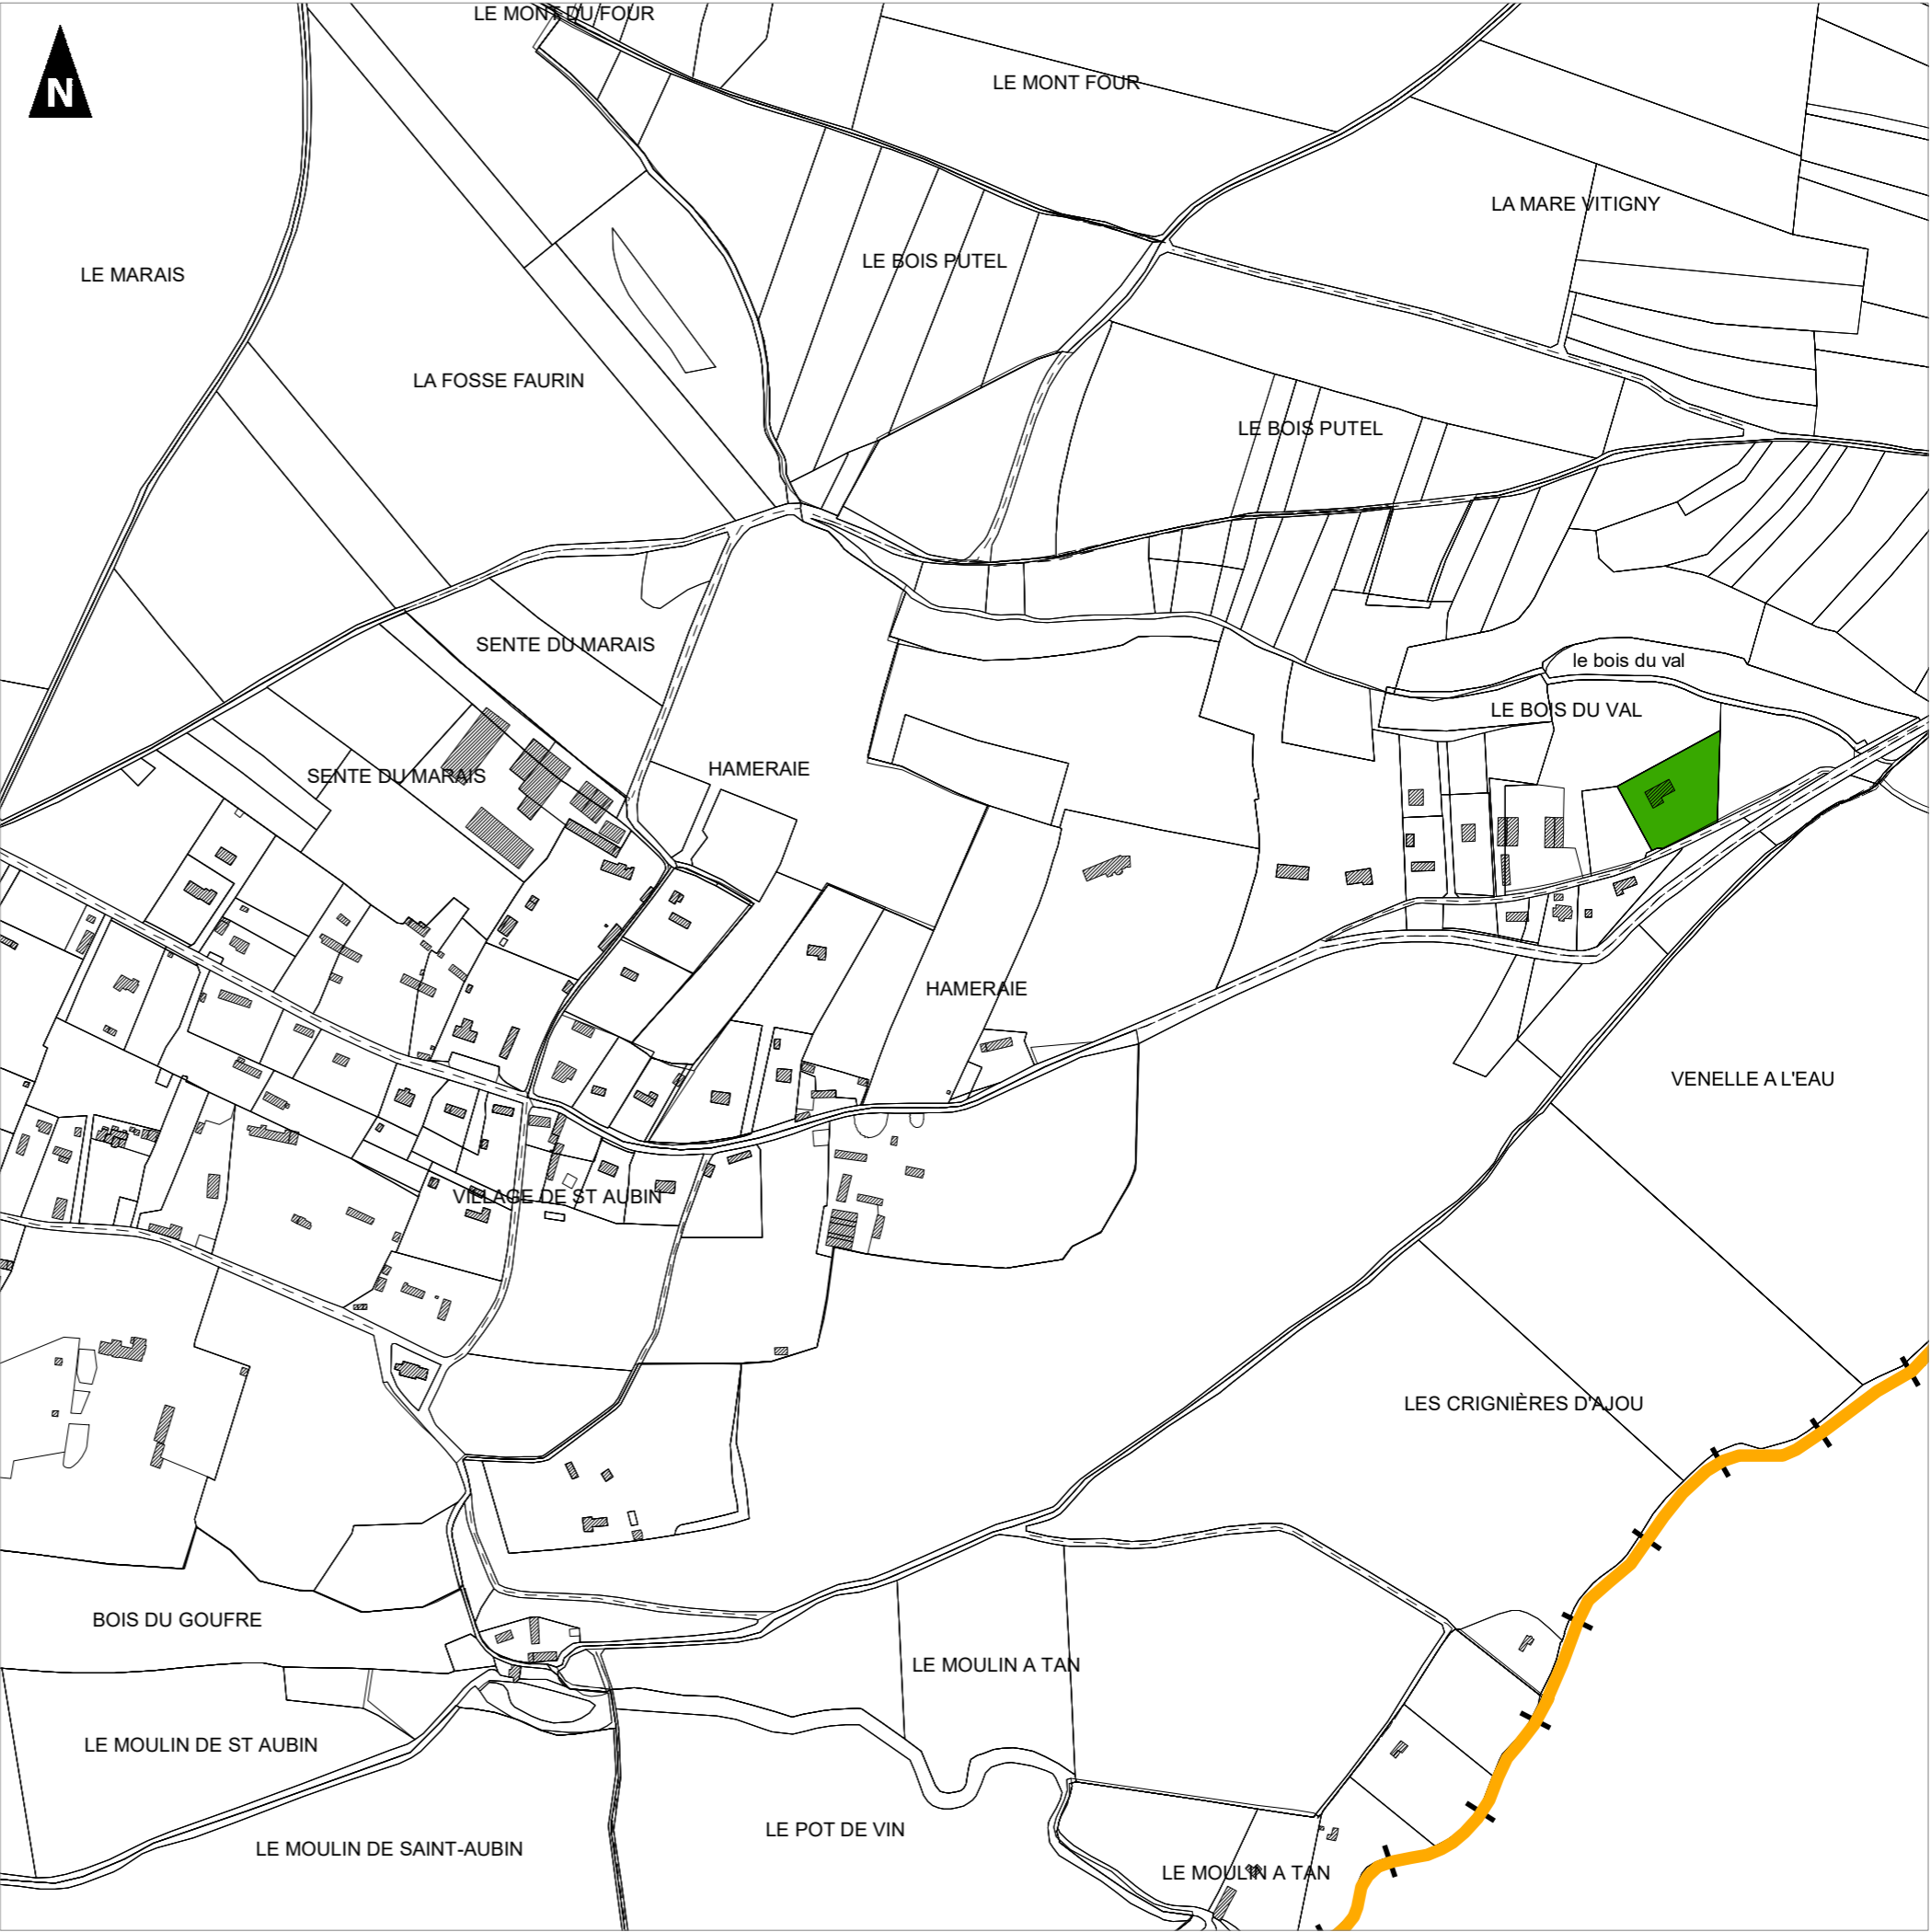 LE MONT DU FOUR
N
LE MONT FOUR
LA MARE VITIGNY
LE BOIS PUTEL
LE MARAIS
LA FOSSE FAURIN
LE BOIS PUTEL
SENTE DU MARAIS
le bois du val
LE BOIS DU VAL
HAMERAIE
SENTE DU MARAIS
HAMERAIE
VENELLE A L'EAU
VILLAGE DE ST AUBIN
LES CRIGNIÈRES D'AJOU
BOIS DU GOUFRE
LE MOULIN A TAN
LE MOULIN DE ST AUBIN
LE POT DE VIN
LE MOULIN DE SAINT-AUBIN
LE MOULIN A TAN